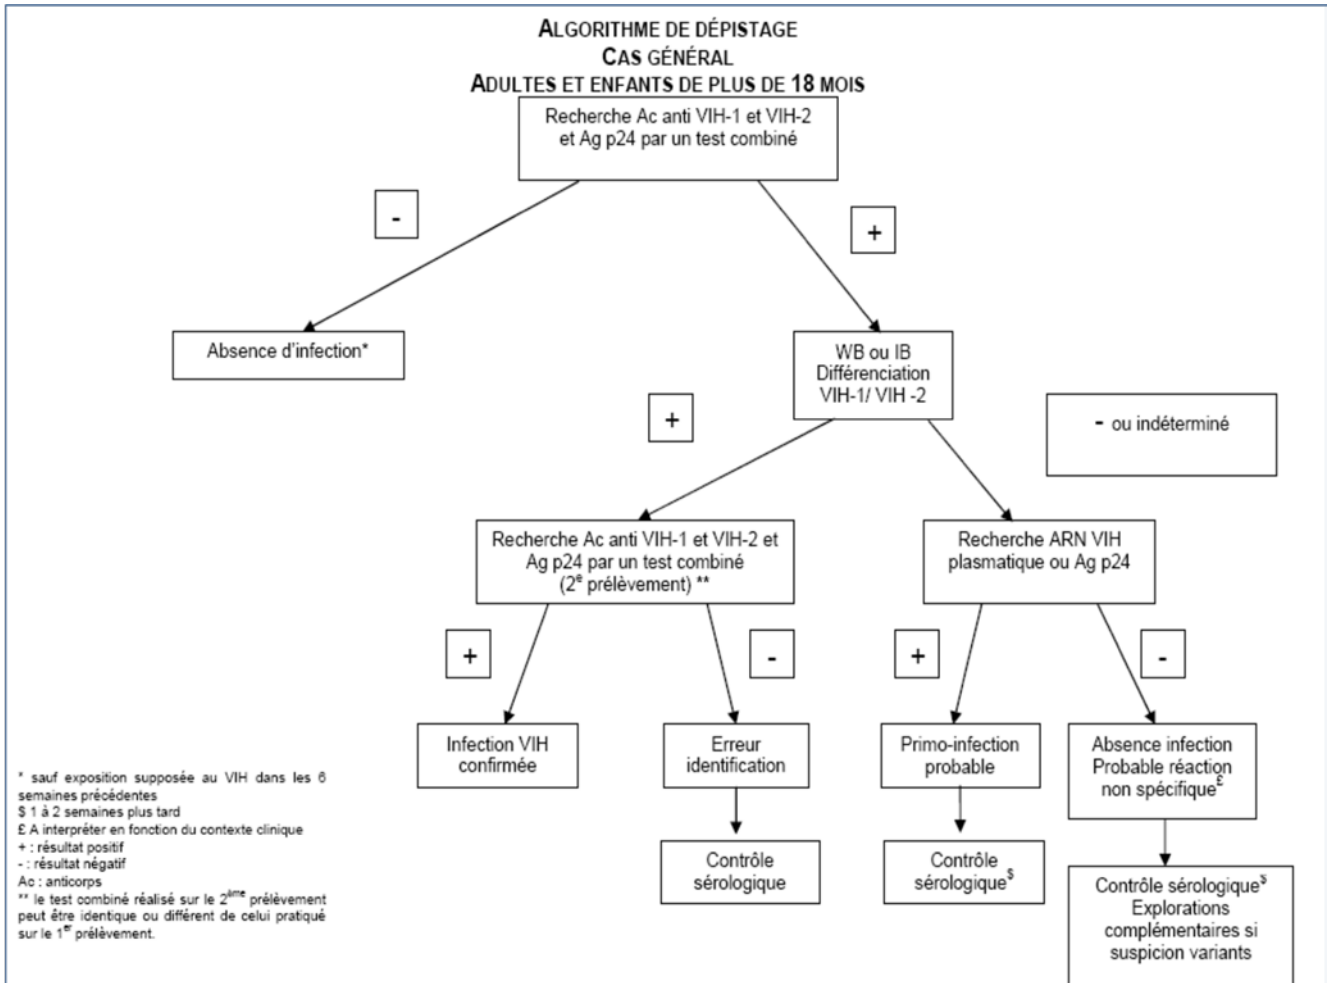 ALGORITHME DE DÉPISTAGE
CAS GÉNÉRAL
ADULTES ET ENFANTS DE PLUS DE 18 MOIS
Recherche Ac anti VIH-1 et VIH-2
et Ag p24 par un test combiné
-
+
Absence d'infection*
WB ou IB
Différenciation
VIH-1/ VIH -2
+
- ou indéterminé
Recherche Ac anti VIH-1 et VIH-2 et
Ag p24 par un test combiné
(2e prélèvement) **
Recherche ARN VIH
plasmatique ou Ag p24
+
-
+
-
Infection VIH
confirmée
Erreur
identification
Primo-infection
probable
Absence infection
Probable réaction
non spécifique£
Contrôle
sérologique
Contrôle
sérologique$
Contrôle sérologique$
Explorations
complémentaires si
suspicion variants
* sauf exposition supposée au VIH dans les 6
semaines précédentes
$ 1 à 2 semaines plus tard
£ A interpréter en fonction du contexte clinique
+ : résultat positif
- : résultat négatif
Ac : anticorps
** le test combiné réalisé sur le 2ème prélèvement
peut être identique ou différent de celui pratiqué
sur le 1er prélèvement.